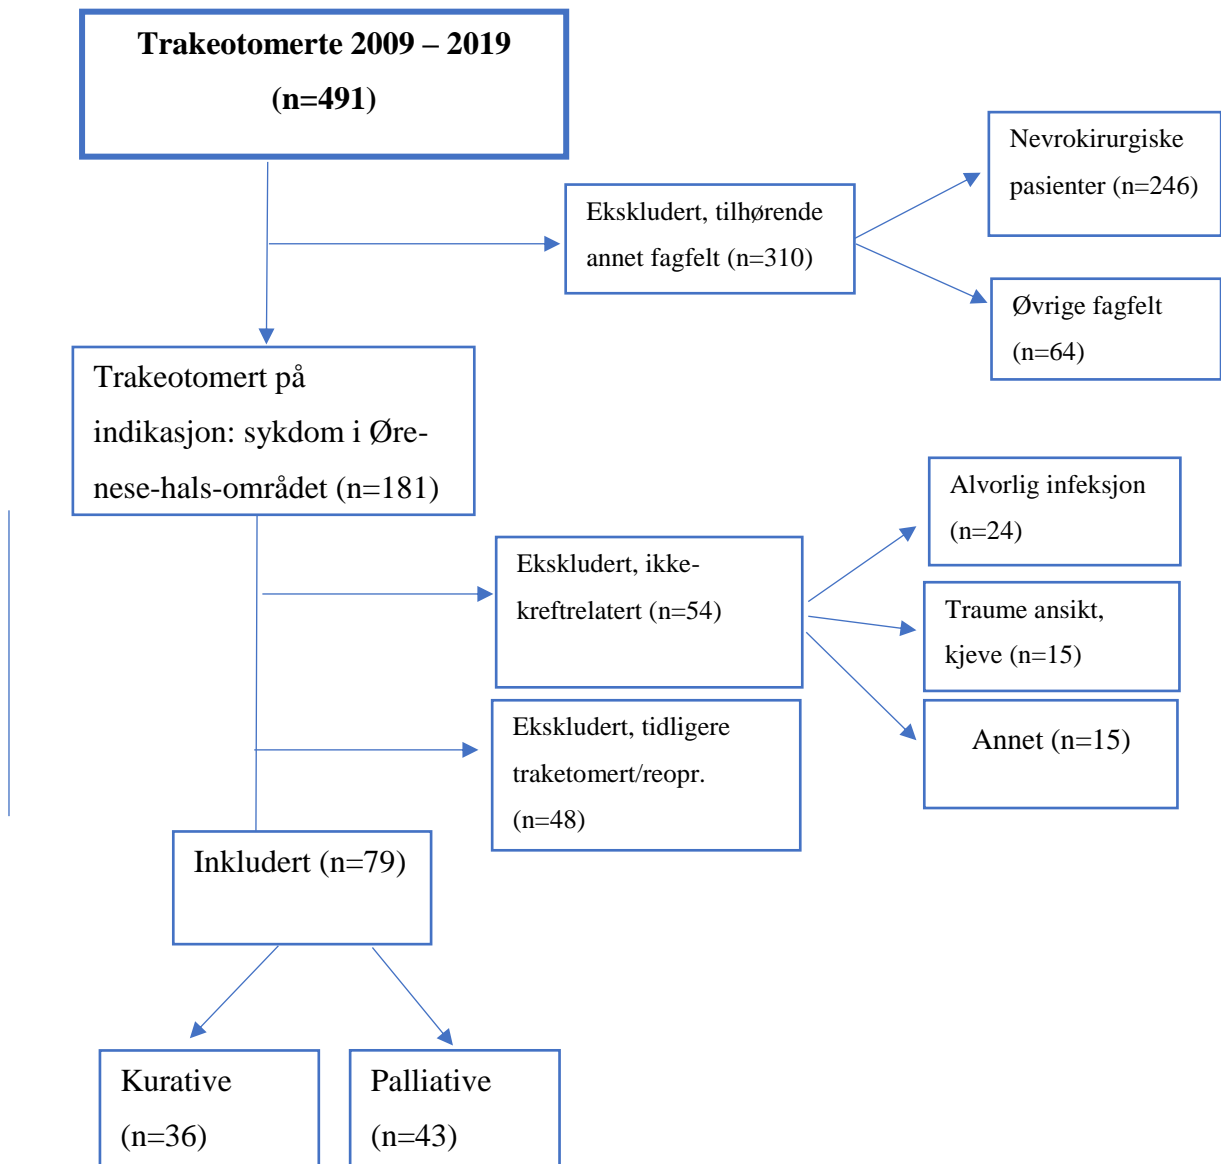 Trakeotomerte 2009 – 2019
(n=491)
Nevrokirurgiske
pasienter (n=246)
Ekskludert, tilhørende
annet fagfelt (n=310)
Øvrige fagfelt
(n=64)
Trakeotomert på
indikasjon: sykdom i Øre-
nese-hals-området (n=181)
Alvorlig infeksjon
(n=24)
Ekskludert, ikke-
kreftrelatert (n=54)
Traume ansikt,
kjeve (n=15)
Annet (n=15)
Ekskludert, tidligere
traketomert/reopr.
(n=48)
Inkludert (n=79)
Kurative
(n=36)
Palliative
(n=43)